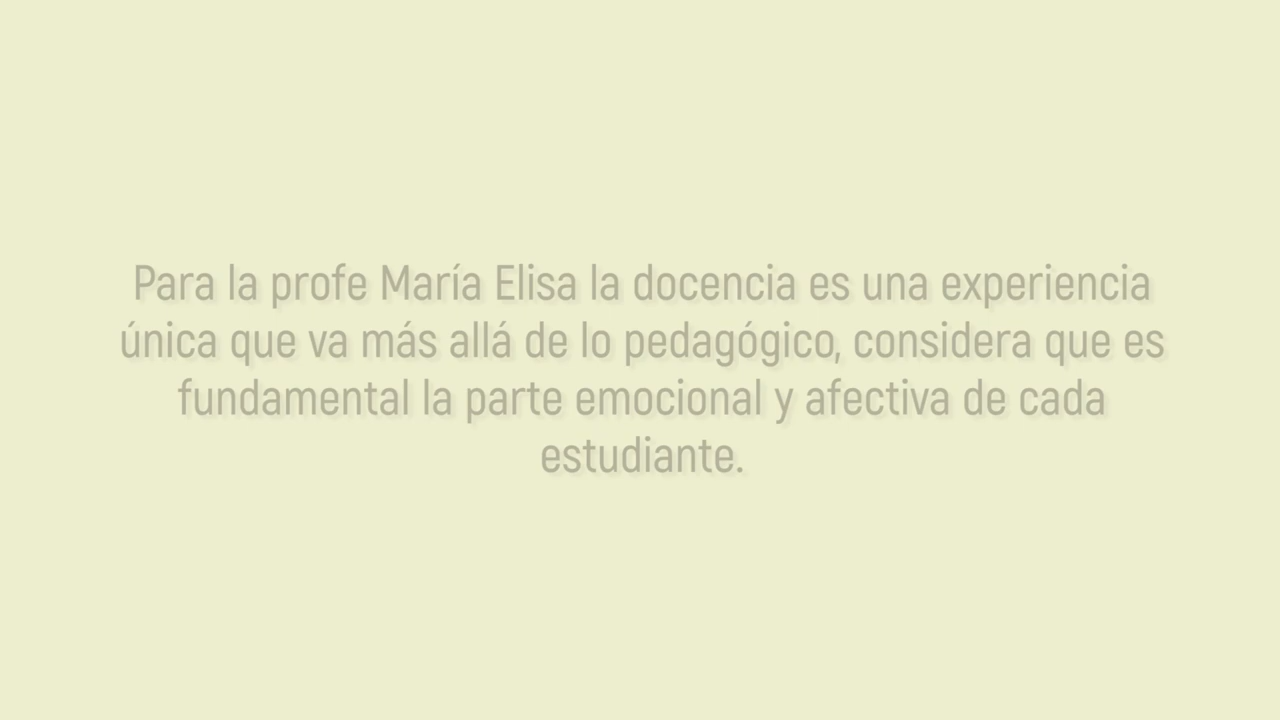 Para la profe María Elisa la docencia es una experiencia
única que va más allá de lo pedagógico, considera que es
fundamental la parte emocional y afectiva de cada
estudiante.